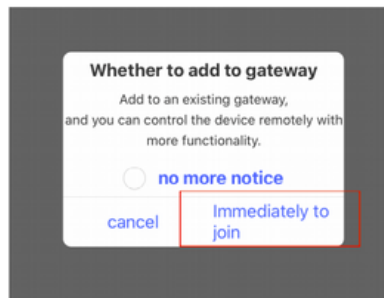 Whether to add to gateway
Add to an existing gateway,
and you can control the device remotely with
more functionality.
no more notice
cancel
Immediately to
join